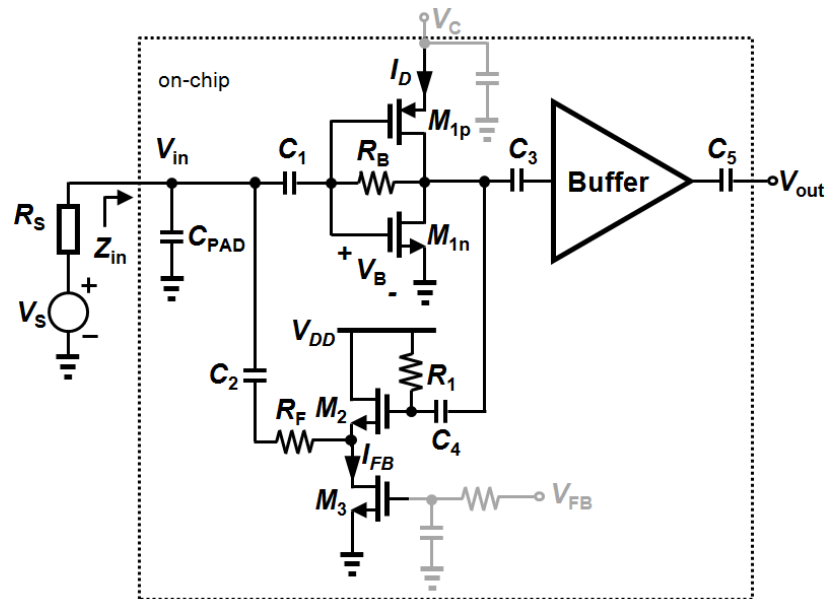 V_C
on-chip
I_D
M_1p
V_in
C_1
R_B
C_3
Buffer
C_5
V_out
R_S
Z_in
C_PAD
M_1n
+
V_B
-
V_S
+
–
V_DD
C_2
R_1
R_F
M_2
C_4
I_FB
M_3
V_FB